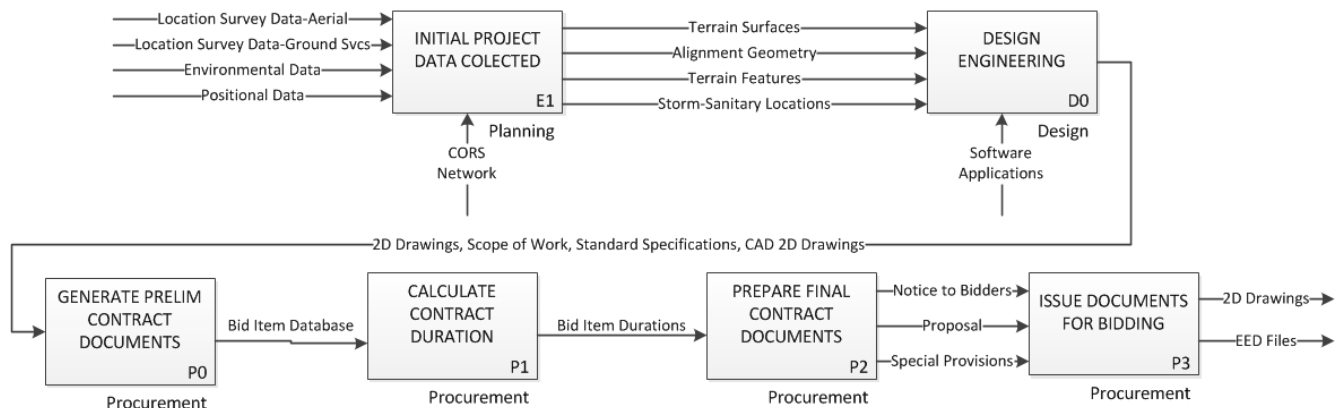 Location Survey Data-Aerial
Location Survey Data-Ground Svcs
Environmental Data
Positional Data
INITIAL PROJECT
DATA COLECTED
E1
Planning
CORS
Network
Terrain Surfaces
Alignment Geometry
Terrain Features
Storm-Sanitary Locations
DESIGN
ENGINEERING
D0
Design
Software
Applications
2D Drawings, Scope of Work, Standard Specifications, CAD 2D Drawings
GENERATE PRELIM
CONTRACT
DOCUMENTS
P0
Procurement
Bid Item Database
CALCULATE
CONTRACT
DURATION
P1
Procurement
Bid Item Durations
PREPARE FINAL
CONTRACT
DOCUMENTS
P2
Procurement
Notice to Bidders
Proposal
Special Provisions
ISSUE DOCUMENTS
FOR BIDDING
P3
Procurement
2D Drawings
EED Files